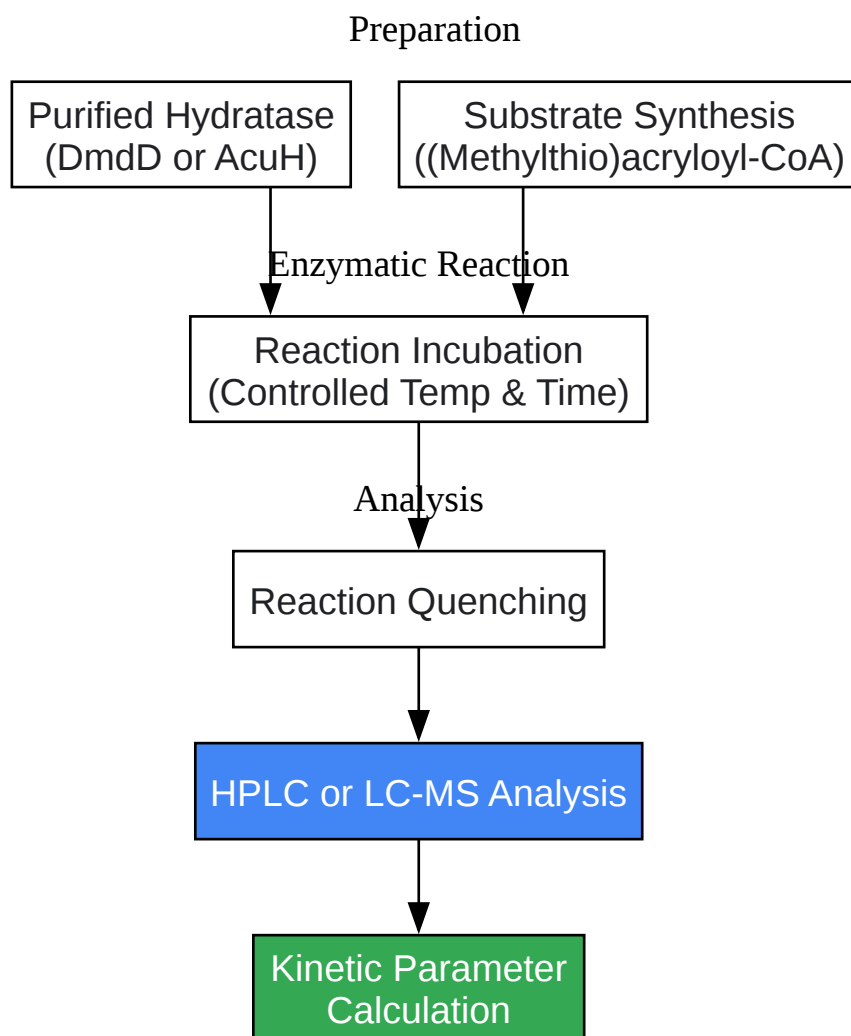 Preparation
Purified Hydratase
(DmdD or AcuH)
Substrate Synthesis
((Methylthio)acryloyl-CoA)
Enzymatic Reaction
Reaction Incubation
(Controlled Temp & Time)
Analysis
Reaction Quenching
HPLC or LC-MS Analysis
Kinetic Parameter
Calculation